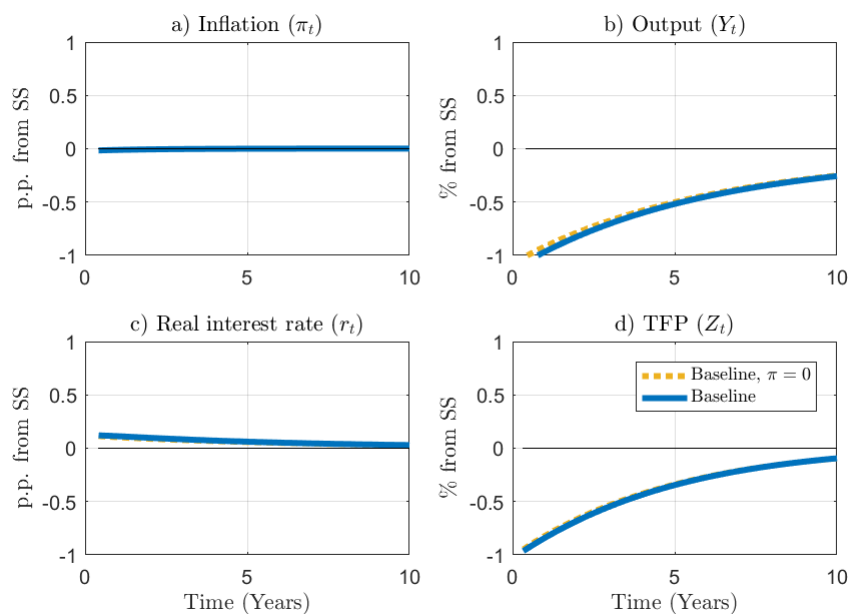 a) Inflation (πt)
1
0.5
0
-0.5
-1
p.p. from SS
0
5
10
b) Output (Yt)
1
0.5
0
-0.5
-1
% from SS
0
5
10
c) Real interest rate (rt)
1
0.5
0
-0.5
-1
p.p. from SS
0
5
10
Time (Years)
d) TFP (Zt)
1
0.5
0
-0.5
-1
% from SS
Baseline, π = 0
Baseline
0
5
10
Time (Years)